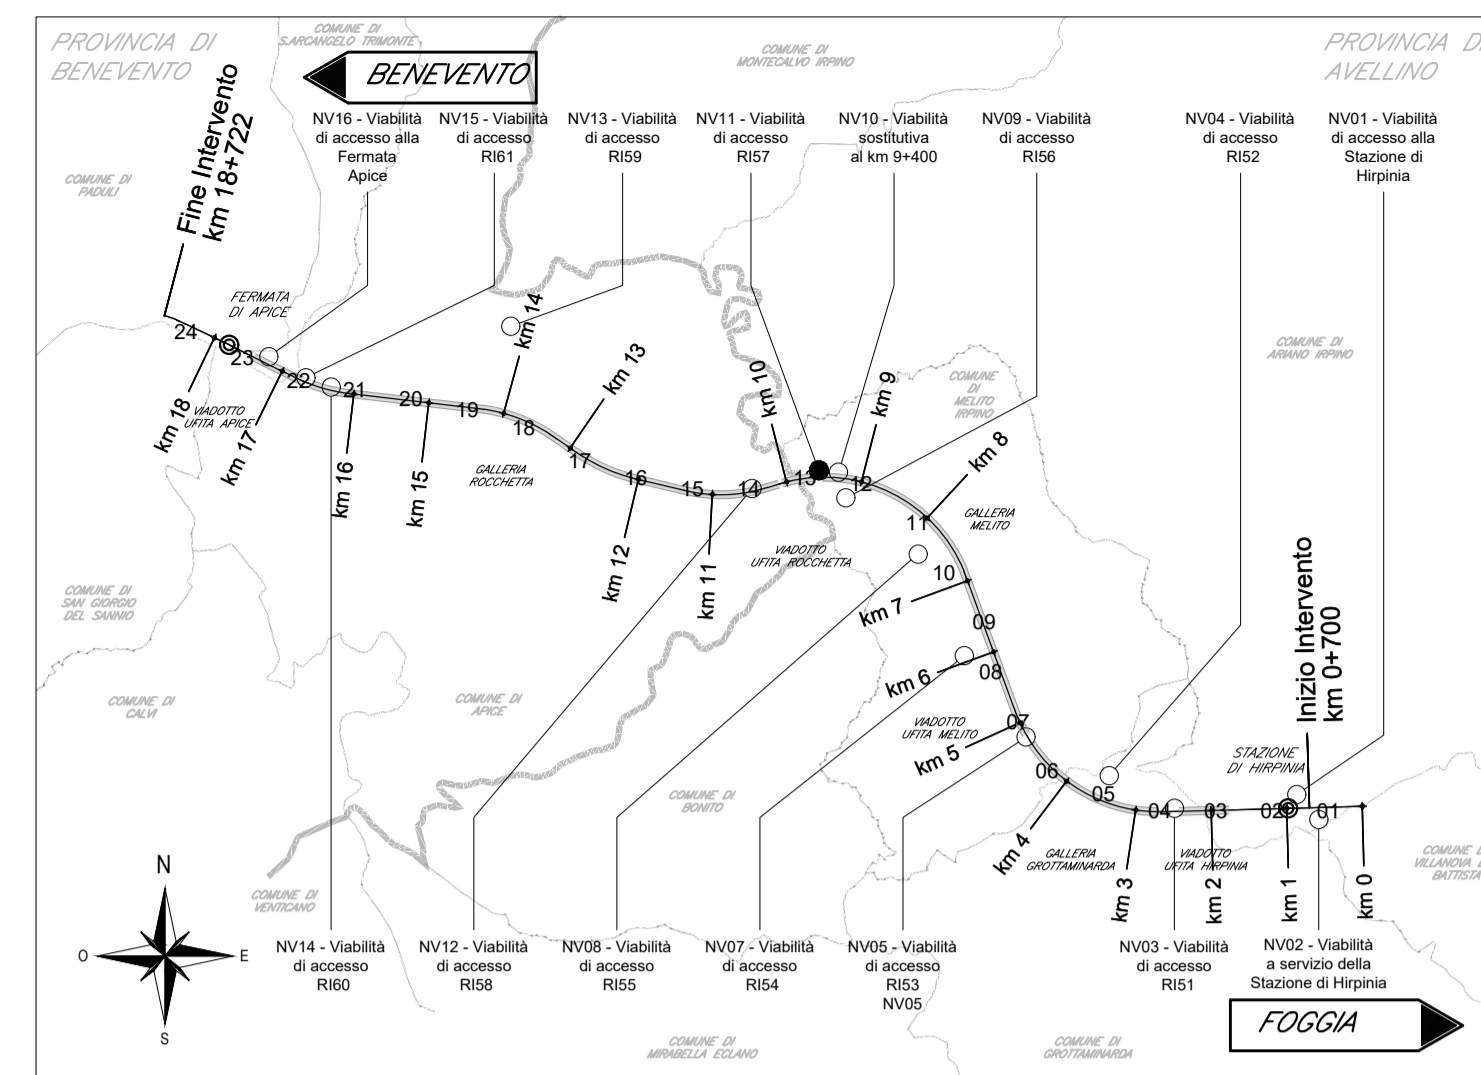 PROVINCIA DI
BENEVENTO
COMUNE DI
S.ARCANGELO TRIMONTE
BENEVENTO
COMUNE DI
MONTECALVO IRPINO
PROVINCIA DI
AVELLINO
Fine Intervento
km 18+722
NV16 - Viabilità
di accesso alla
Fermata
Apice
NV15 - Viabilità
di accesso
RI61
NV13 - Viabilità
di accesso
RI59
NV11 - Viabilità
di accesso
RI57
NV10 - Viabilità
sostitutiva
al km 9+400
NV09 - Viabilità
di accesso
RI56
NV04 - Viabilità
di accesso
RI52
NV01 - Viabilità
di accesso alla
Stazione di
Hirpinia
COMUNE DI
PADULI
FERMATA
DI APICE
COMUNE DI
ARIANO IRPINO
COMUNE
DI
MELITO
IRPINO
24
23
22
21
20
19
18
17
16
15
14
13
12
11
10
09
08
07
06
05
04
03
02
01
km 18
km 17
km 16
km 15
km 14
km 13
km 12
km 11
km 10
km 9
km 8
km 7
km 6
km 5
km 4
km 3
km 2
km 1
km 0
VIADOTTO
UFITA APICE
GALLERIA
ROCCHETTA
VIADOTTO
UFITA ROCCHETTA
GALLERIA
MELITO
COMUNE DI
SAN GIORGIO
DEL SANNIO
COMUNE DI
CALVI
COMUNE DI
APICE
VIADOTTO
UFITA MELITO
Inizio Intervento
km 0+700
STAZIONE
DI HIRPINIA
COMUNE DI
BONITO
GALLERIA
GROTTAMINARDA
VIADOTTO
UFITA HIRPINIA
COMUNE D
VILLANOVA D
BATTISTA
COMUNE DI
VENTICANO
N
O
E
S
NV14 - Viabilità
di accesso
RI60
NV12 - Viabilità
di accesso
RI58
NV08 - Viabilità
di accesso
RI55
NV07 - Viabilità
di accesso
RI54
NV05 - Viabilità
di accesso
RI53
NV05
NV03 - Viabilità
di accesso
RI51
NV02 - Viabilità
a servizio della
Stazione di Hirpinia
FOGGIA
COMUNE DI
MIRABELLA ECLANO
COMUNE DI
GROTTAMINARDA